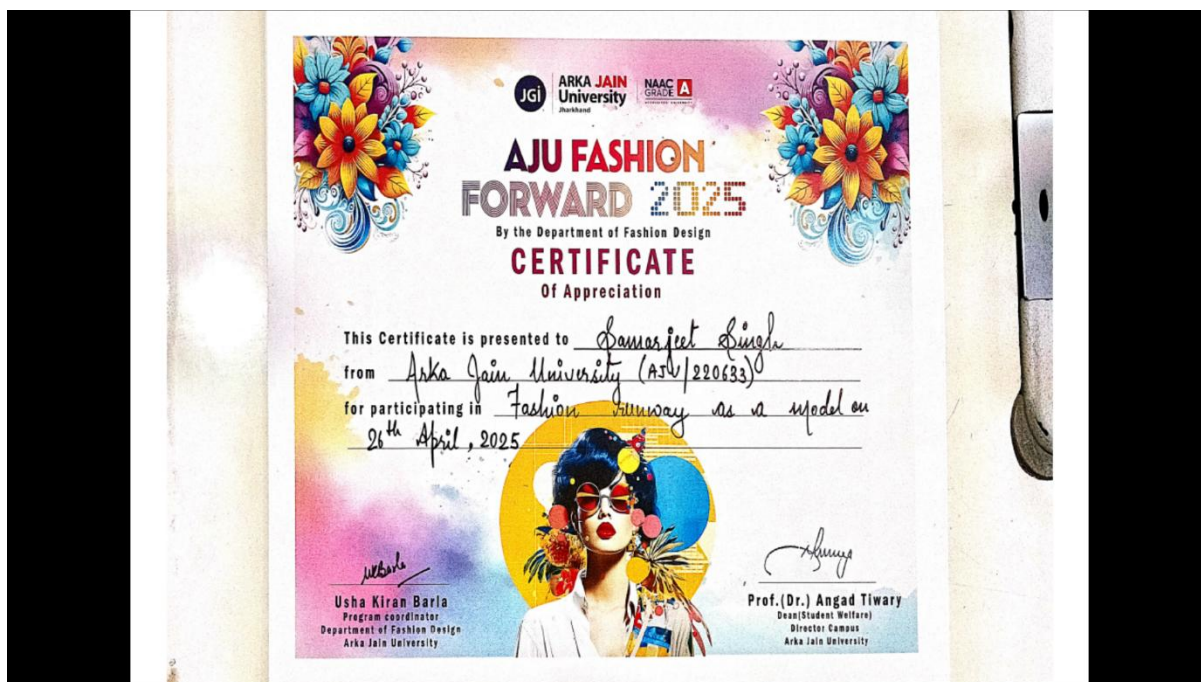 JGi
ARKA JAIN
University
Jharkhand
NAAC
GRADE A
ACCREDITED UNIVERSITY
AJU FASHION
FORWARD 2025
By the Department of Fashion Design
CERTIFICATE
Of Appreciation
This Certificate is presented to Samarjeet Singh
from Arka Jain University (AJU/220633)
for participating in Fashion runway as a model on
26th April, 2025
Usha Kiran Barla
Program coordinator
Department of Fashion Design
Arka Jain University
Prof.(Dr.) Angad Tiwary
Dean(Student Welfare)
Director Campus
Arka Jain University